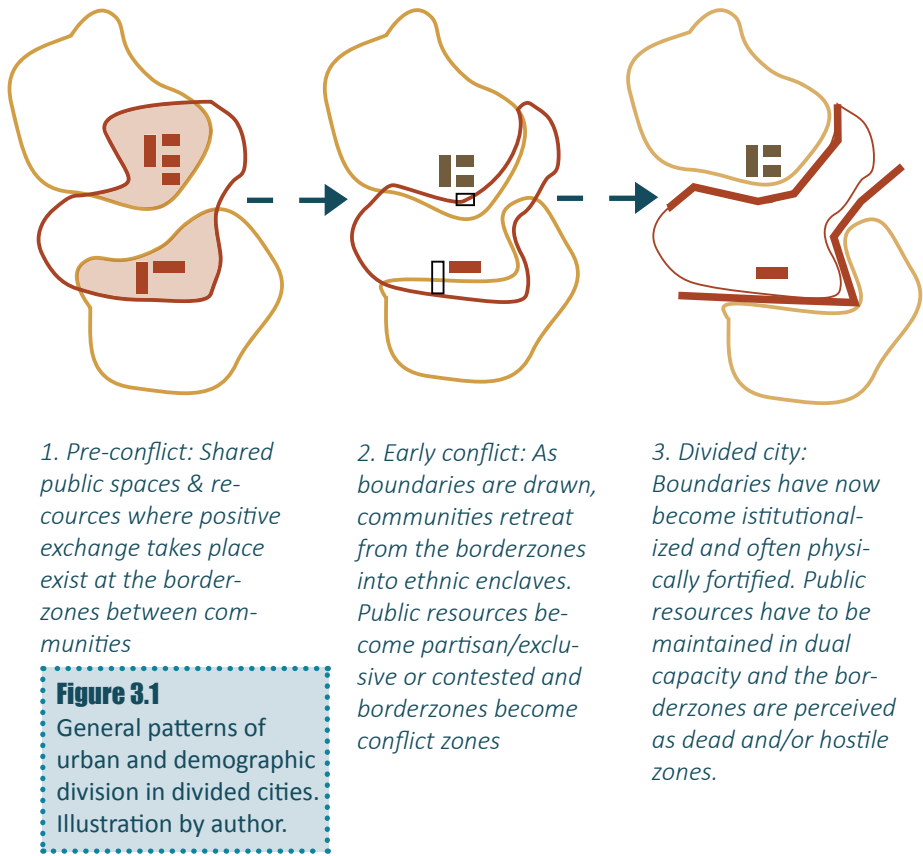 1. Pre-conflict: Shared
public spaces & re-
cources where positive
exchange takes place
exist at the border-
zones between com-
munities
Figure 3.1
General patterns of
urban and demographic
division in divided cities.
Illustration by author.
2. Early conflict: As
boundaries are drawn,
communities retreat
from the borderzones
into ethnic enclaves.
Public resources be-
come partisan/exclu-
sive or contested and
borderzones become
conflict zones
3. Divided city:
Boundaries have now
become istitutional-
ized and often physi-
cally fortified. Public
resources have to be
maintained in dual
capacity and the bor-
derzones are perceived
as dead and/or hostile
zones.